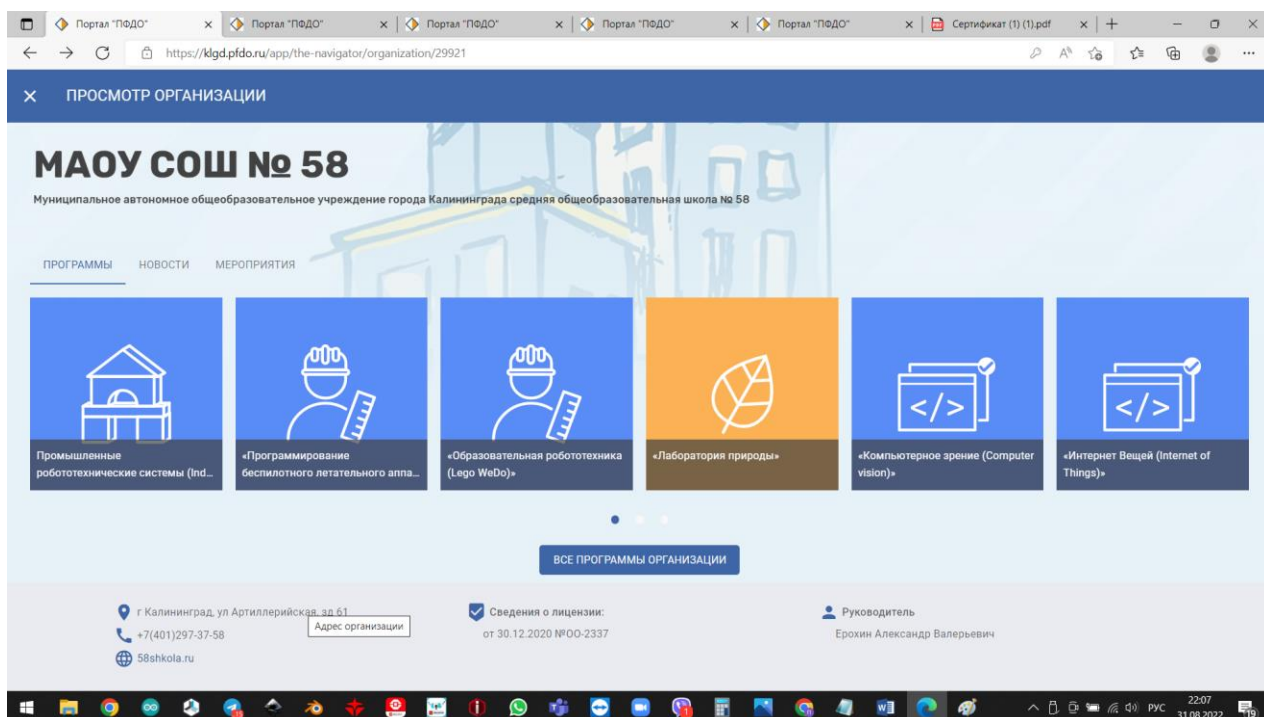 Портал "ПФДО"
Портал "ПФДО"
Портал "ПФДО"
Портал "ПФДО"
Портал "ПФДО"
Сертификат (1) (1).pdf
https://klgd.pfdo.ru/app/the-navigator/organization/29921
ПРОСМОТР ОРГАНИЗАЦИИ
МАОУ СОШ № 58
Муниципальное автономное общеобразовательное учреждение города Калининграда средняя общеобразовательная школа № 58
ПРОГРАММЫ НОВОСТИ МЕРОПРИЯТИЯ
Промышленные
робототехнические системы (Ind...
«Программирование
беспилотного летательного аппа...
«Образовательная робототехника
(Lego WeDo)»
«Лаборатория природы»
</>
«Компьютерное зрение (Computer
vision)»
</>
«Интернет Вещей (Internet of
Things)»
ВСЕ ПРОГРАММЫ ОРГАНИЗАЦИИ
г Калининград, ул Артиллерийская, зд 61
Адрес организации
+7(401)297-37-58
58shkola.ru
Сведения о лицензии:
от 30.12.2020 №ОО-2337
Руководитель
Ерохин Александр Валерьевич
РУС
22:07
31.08.2022
19